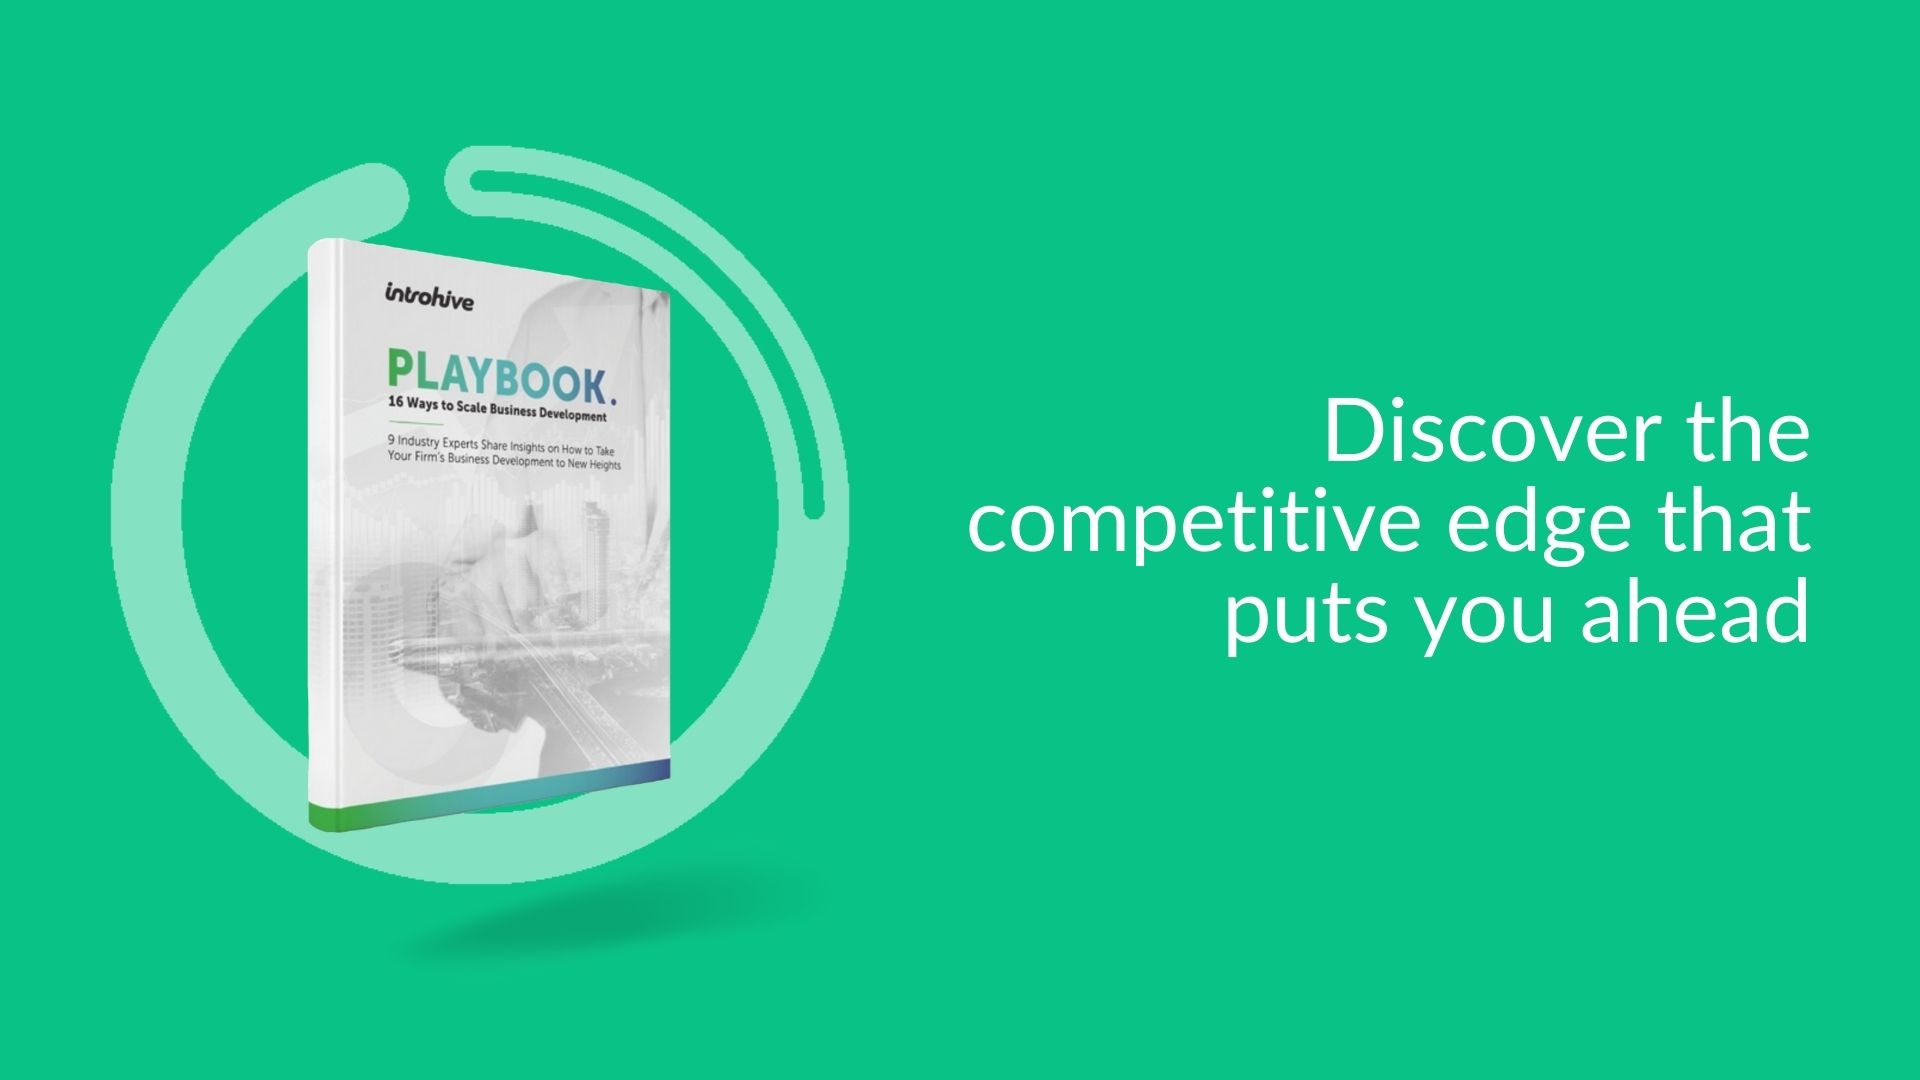 introhive
PLAYBOOK.
16 Ways to Scale Business Development
9 Industry Experts Share Insights on How to Take
Your Firm's Business Development to New Heights
Discover the
competitive edge that
puts you ahead